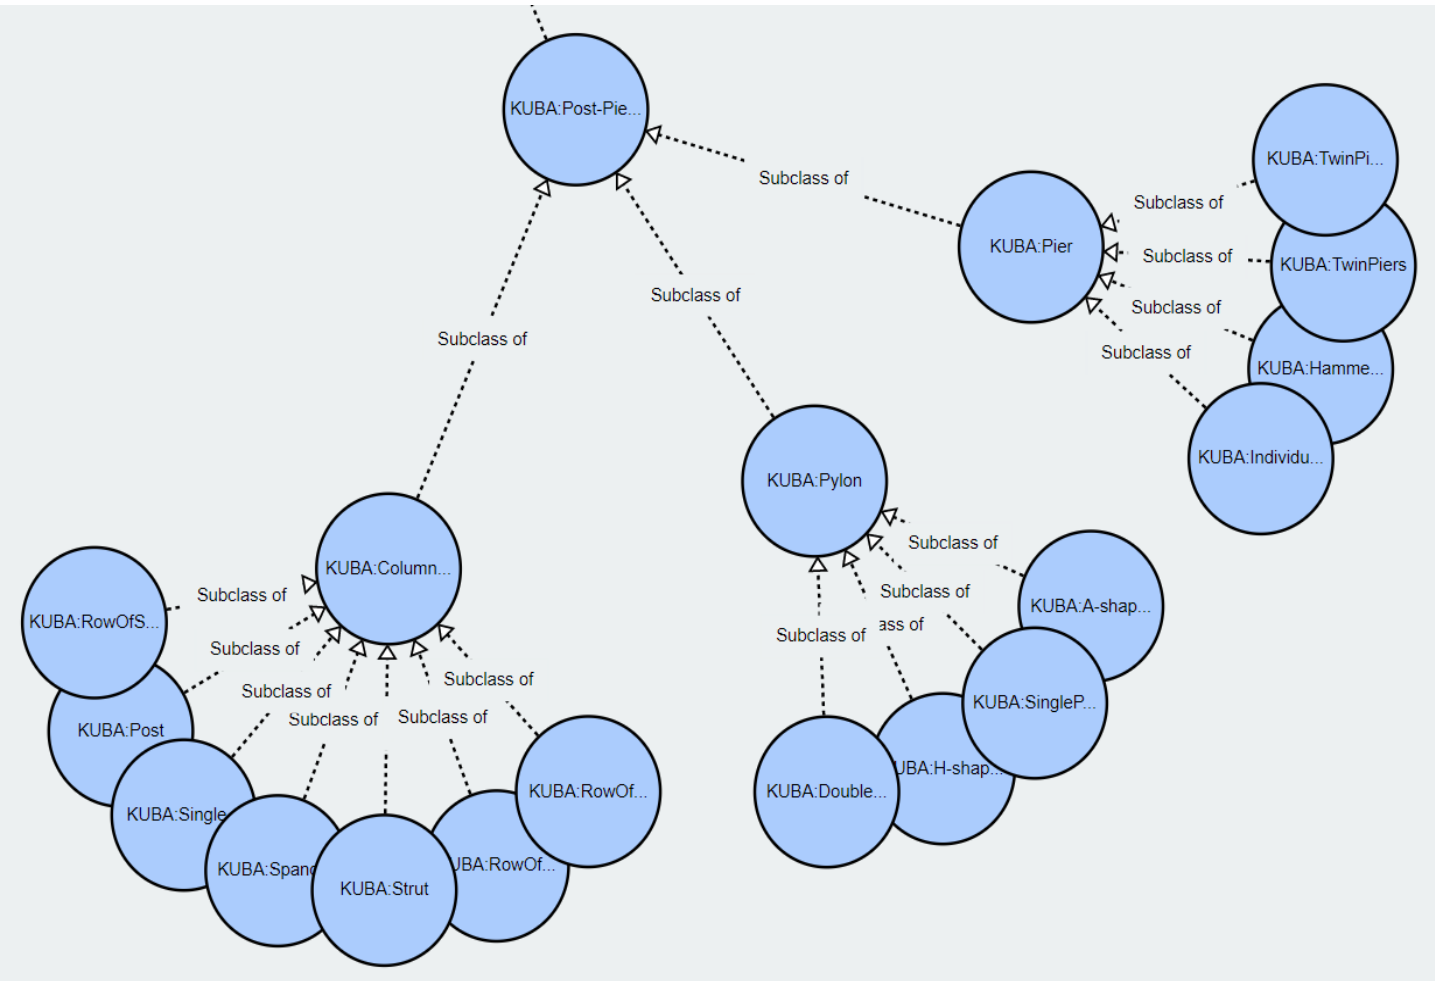 KUBA:Post-Pie...
Subclass of
KUBA:TwinPi...
Subclass of
KUBA:Pier
Subclass of
KUBA:TwinPiers
Subclass of
Subclass of
Subclass of
Subclass of
KUBA:Hamme...
KUBA:Individu...
KUBA:Pylon
Subclass of
KUBA:Column...
Subclass of
Subclass of
KUBA:A-shap...
KUBA:RowOfS...
ass of
Subclass of
Subclass of
Subclass of
Subclass of
KUBA:SingleP...
Subclass of
Subclass of
KUBA:Post
UBA:H-shap...
KUBA:Double...
KUBA:RowOf...
KUBA:Single
KUBA:Spand
UBA:RowOf...
KUBA:Strut